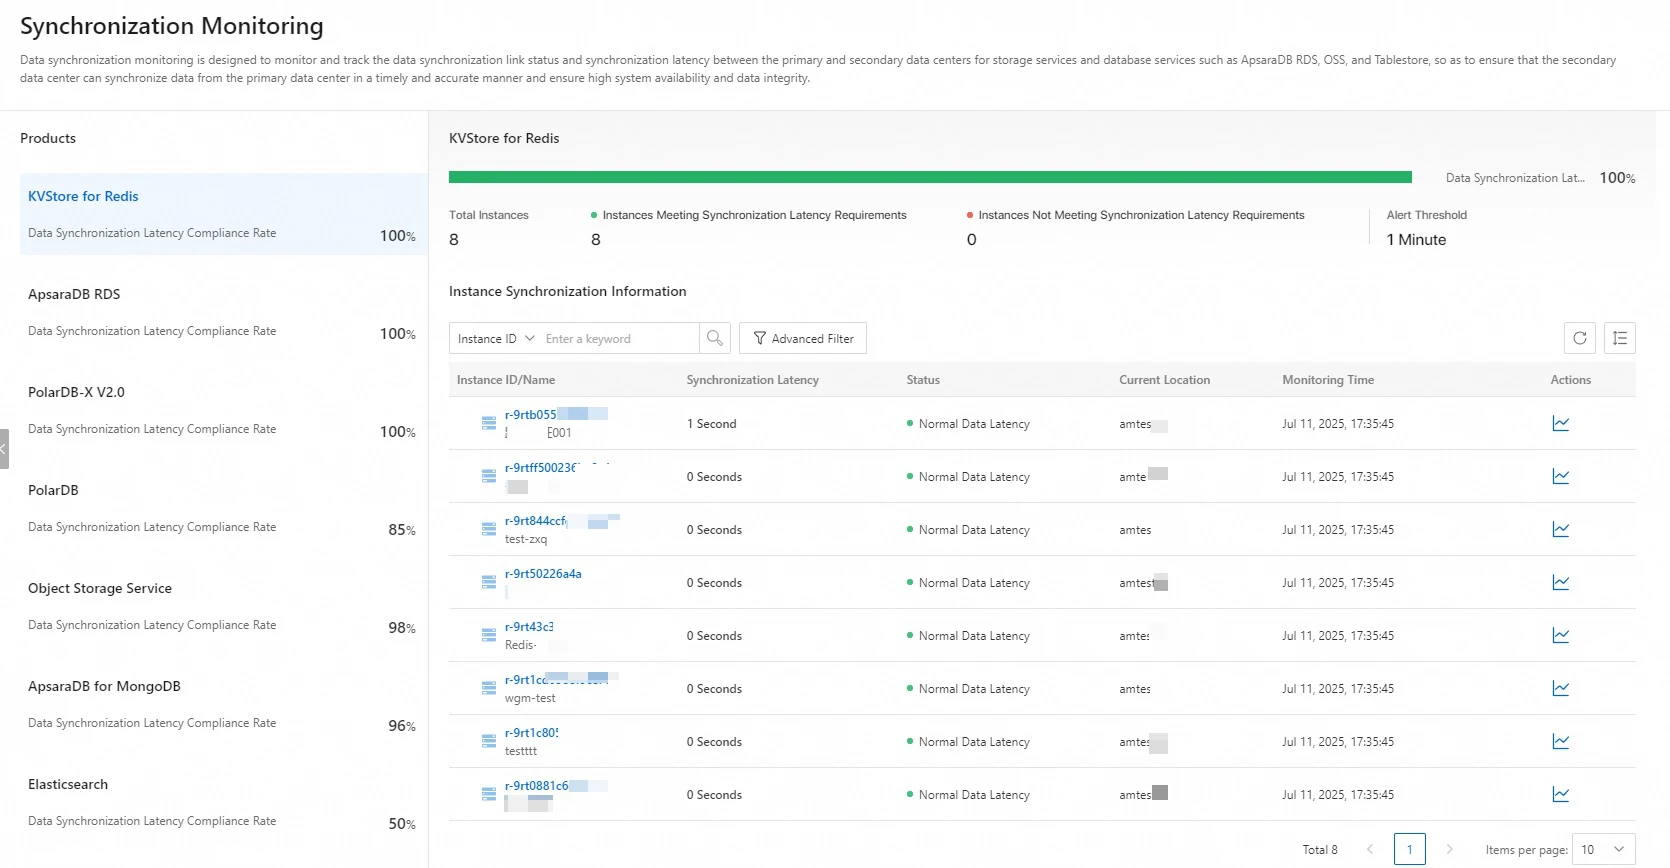 Synchronization Monitoring
Data synchronization monitoring is designed to monitor and track the data synchronization link status and synchronization latency between the primary and secondary data centers for storage services and database services such as ApsaraDB RDS, OSS, and Tablestore, so as to ensure that the secondary
data center can synchronize data from the primary data center in a timely and accurate manner and ensure high system availability and data integrity.
Products
KVStore for Redis
Data Synchronization Latency Compliance Rate 100%
ApsaraDB RDS
Data Synchronization Latency Compliance Rate 100%
PolarDB-X V2.0
Data Synchronization Latency Compliance Rate 100%
PolarDB
Data Synchronization Latency Compliance Rate 85%
Object Storage Service
Data Synchronization Latency Compliance Rate 98%
ApsaraDB for MongoDB
Data Synchronization Latency Compliance Rate 96%
Elasticsearch
Data Synchronization Latency Compliance Rate 50%
KVStore for Redis
Data Synchronization Lat... 100%
Total Instances Instances Meeting Synchronization Latency Requirements Instances Not Meeting Synchronization Latency Requirements Alert Threshold
8 8 0 1 Minute
Instance Synchronization Information
Instance ID Enter a keyword Advanced Filter
Instance ID/Name Synchronization Latency Status Current Location Monitoring Time Actions
r-9rtb055 1 Second Normal Data Latency amtes Jul 11, 2025, 17:35:45
E001
r-9rtff50023 0 Seconds Normal Data Latency amte Jul 11, 2025, 17:35:45
r-9rt844ccf 0 Seconds Normal Data Latency amtes Jul 11, 2025, 17:35:45
test-zxq
r-9rt50226a4a 0 Seconds Normal Data Latency amtest Jul 11, 2025, 17:35:45
r-9rt43c3 0 Seconds Normal Data Latency amtes Jul 11, 2025, 17:35:45
Redis-
r-9rt1c 0 Seconds Normal Data Latency amtes Jul 11, 2025, 17:35:45
wgm-test
r-9rt1c80 0 Seconds Normal Data Latency amtes Jul 11, 2025, 17:35:45
testttt
r-9rt0881c6 0 Seconds Normal Data Latency amtes Jul 11, 2025, 17:35:45
Total 8 1 Items per page: 10